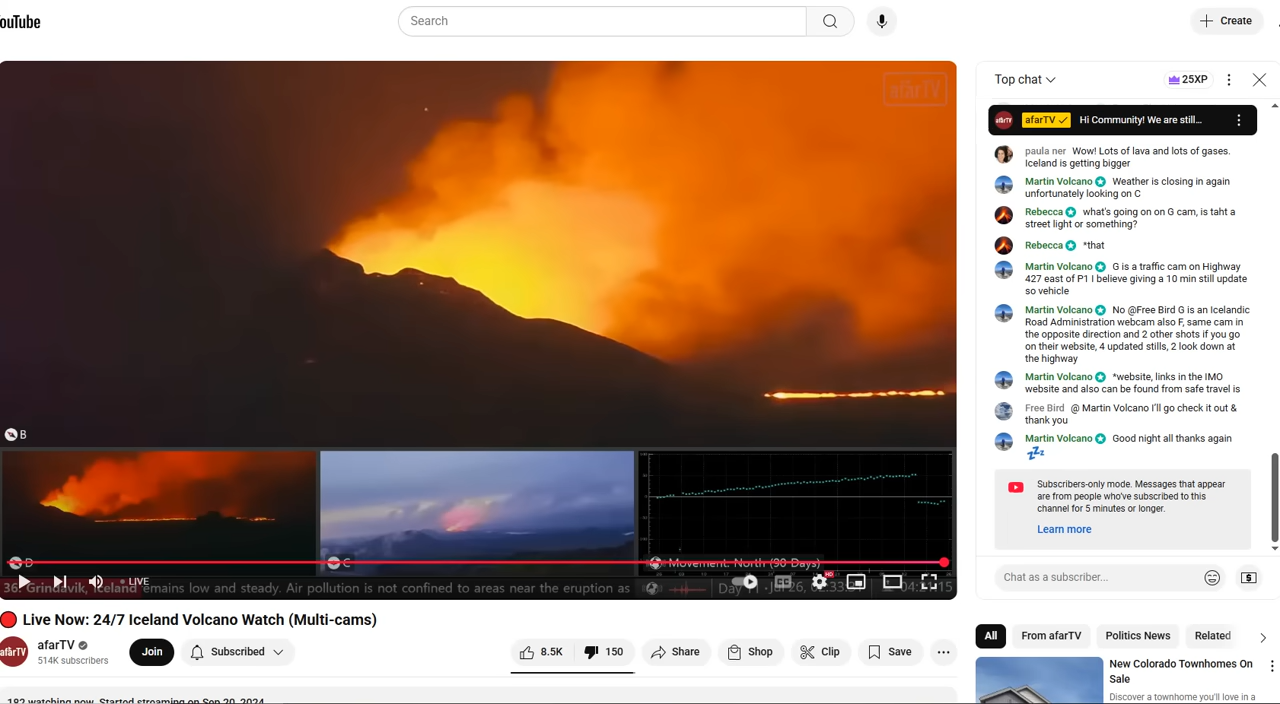 ouTube
Search
Create
afarTV
B
D
C
Movement: North (30 Days)
LIVE
HD
36. Grindavik, Iceland remains low and steady. Air pollution is not confined to areas near the eruption as
Live Now: 24/7 Iceland Volcano Watch (Multi-cams)
afarTV
514K subscribers
Join
Subscribed
8.5K
150
Share
Shop
Clip
Save
182 watching now Started streaming on Sep 20, 2024
Top chat
25XP
afarTV Hi Community! We are still...
paula ner Wow! Lots of lava and lots of gases.
Iceland is getting bigger
Martin Volcano Weather is closing in again
unfortunately looking on C
Rebecca what's going on on G cam, is taht a
street light or something?
Rebecca *that
Martin Volcano G is a traffic cam on Highway
427 east of P1 I believe giving a 10 min still update
so vehicle
Martin Volcano No @Free Bird G is an Icelandic
Road Administration webcam also F, same cam in
the opposite direction and 2 other shots if you go
on their website, 4 updated stills, 2 look down at
the highway
Martin Volcano *website, links in the IMO
website and also can be found from safe travel is
Free Bird @ Martin Volcano I'll go check it out &
thank you
Martin Volcano Good night all thanks again
Subscribers-only mode. Messages that appear
are from people who've subscribed to this
channel for 5 minutes or longer.
Learn more
Chat as a subscriber...
All
From afarTV
Politics News
Related
New Colorado Townhomes On
Sale
Discover a townhome you'll love in a